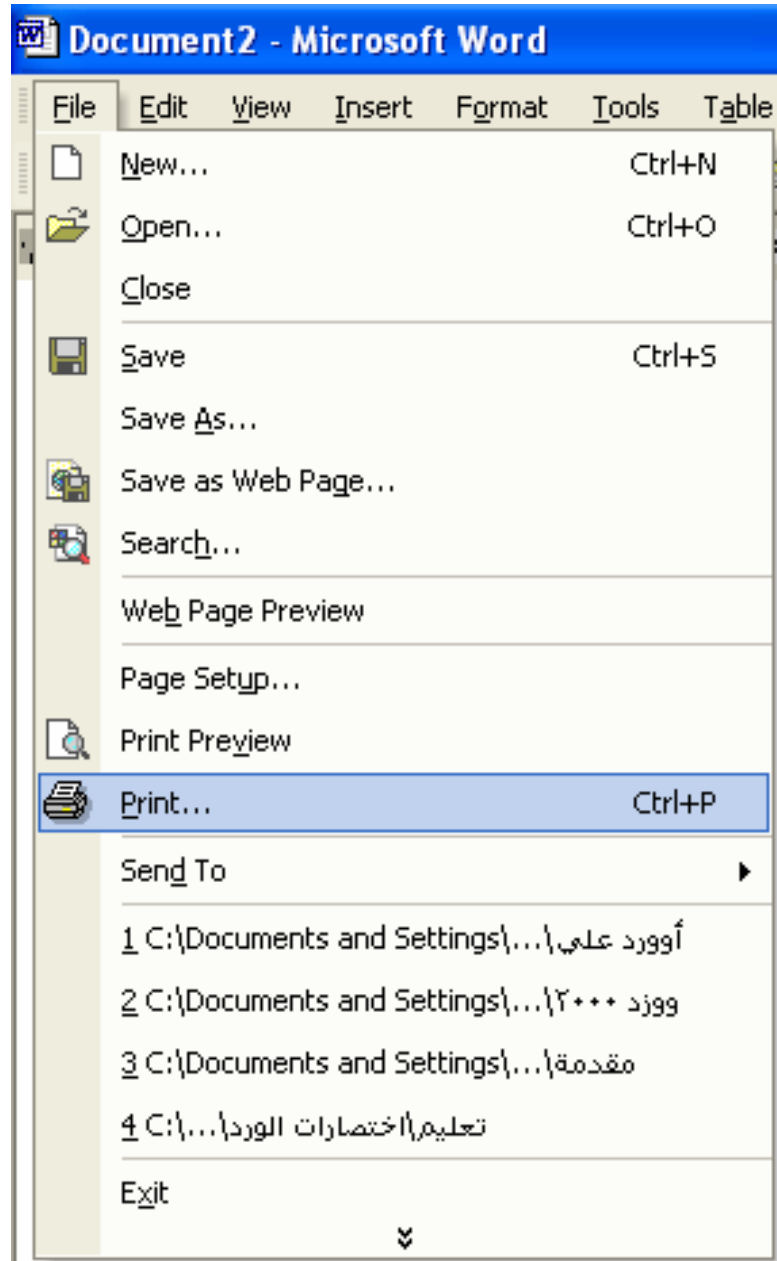 Document2 - Microsoft Word
File Edit View Insert Format Tools Table
New... Ctrl+N
Open... Ctrl+O
Close
Save Ctrl+S
Save As...
Save as Web Page...
Search...
Web Page Preview
Page Setup...
Print Preview
Print... Ctrl+P
Send To
1 C:\Documents and Settings\...\أوورد علي
2 C:\Documents and Settings\...\ووزد ٢٠٠٠
3 C:\Documents and Settings\...\مقدمة
4 C:\...\تعليم\اختصارات الورد
Exit